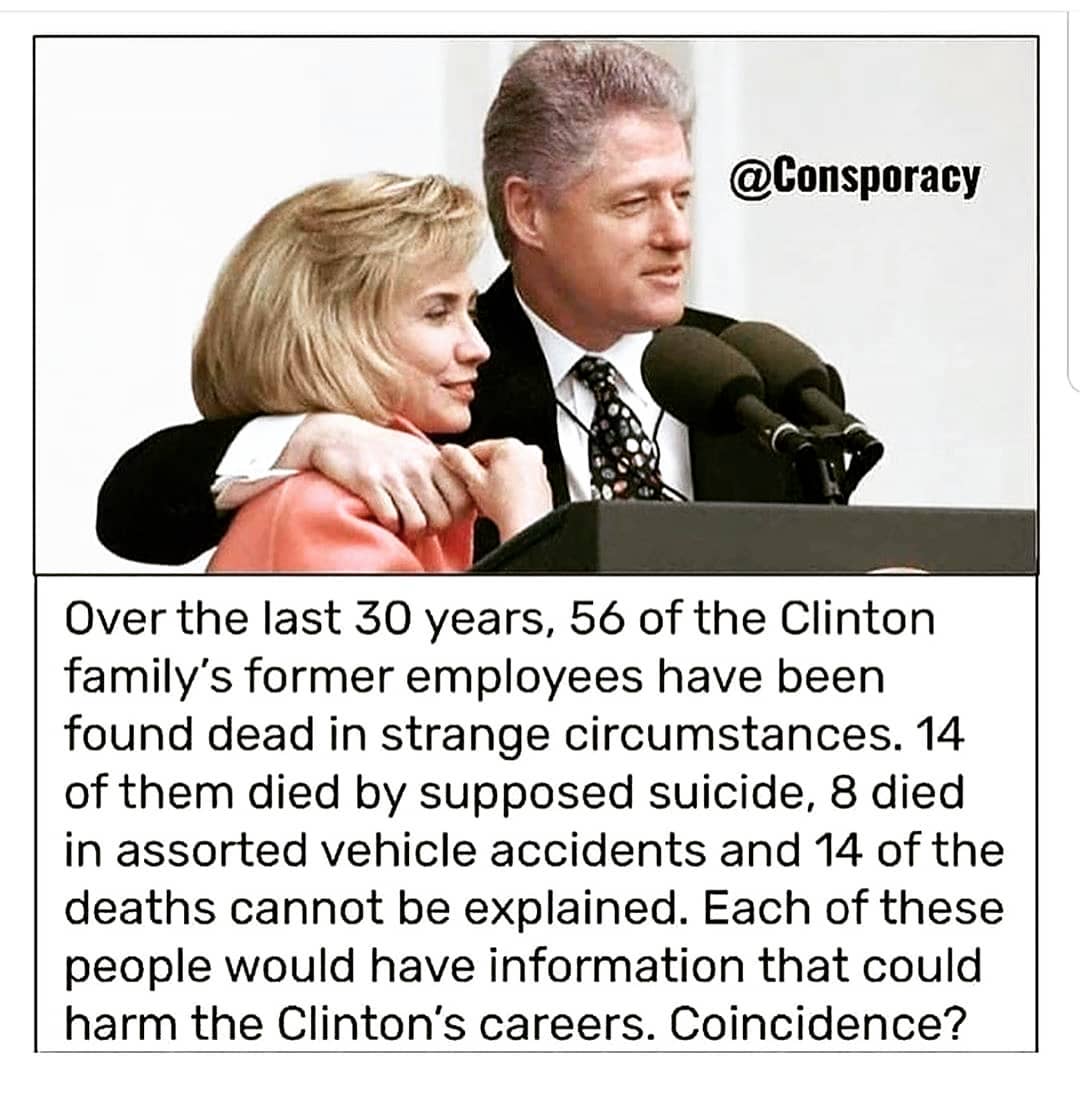 @Consporacy
Over the last 30 years, 56 of the Clinton
family's former employees have been
found dead in strange circumstances. 14
of them died by supposed suicide, 8 died
in assorted vehicle accidents and 14 of the
deaths cannot be explained. Each of these
people would have information that could
harm the Clinton's careers. Coincidence?